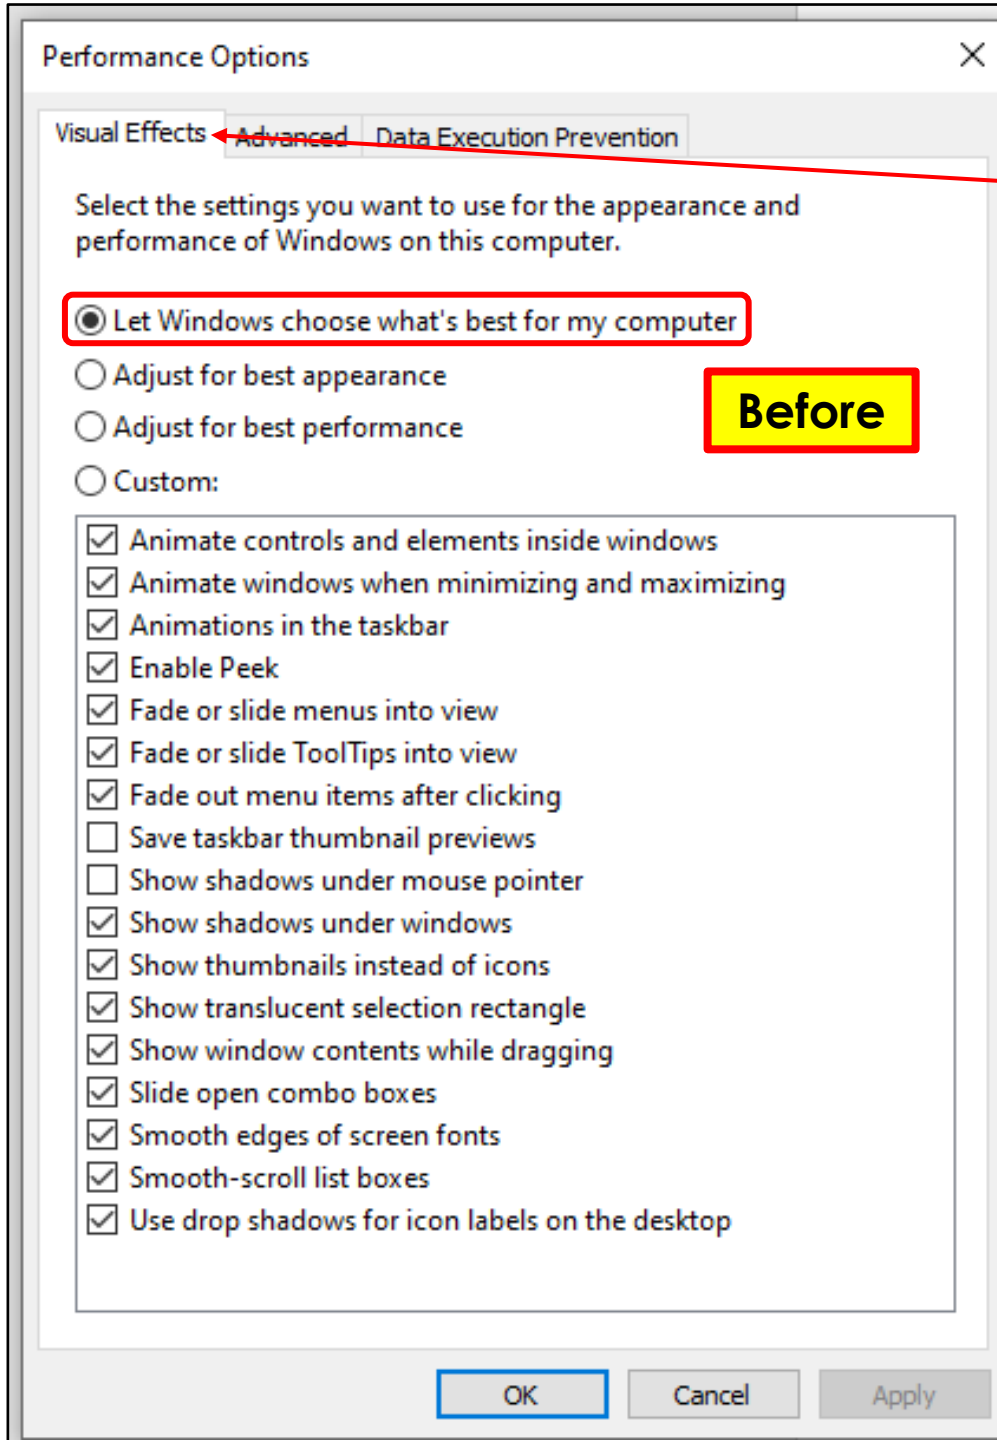 Performance Options
Visual Effects Advanced Data Execution Prevention
Select the settings you want to use for the appearance and
performance of Windows on this computer.
Let Windows choose what's best for my computer
Adjust for best appearance
Before
Adjust for best performance
Custom:
Animate controls and elements inside windows
Animate windows when minimizing and maximizing
Animations in the taskbar
Enable Peek
Fade or slide menus into view
Fade or slide ToolTips into view
Fade out menu items after clicking
Save taskbar thumbnail previews
Show shadows under mouse pointer
Show shadows under windows
Show thumbnails instead of icons
Show translucent selection rectangle
Show window contents while dragging
Slide open combo boxes
Smooth edges of screen fonts
Smooth-scroll list boxes
Use drop shadows for icon labels on the desktop
OK Cancel Apply